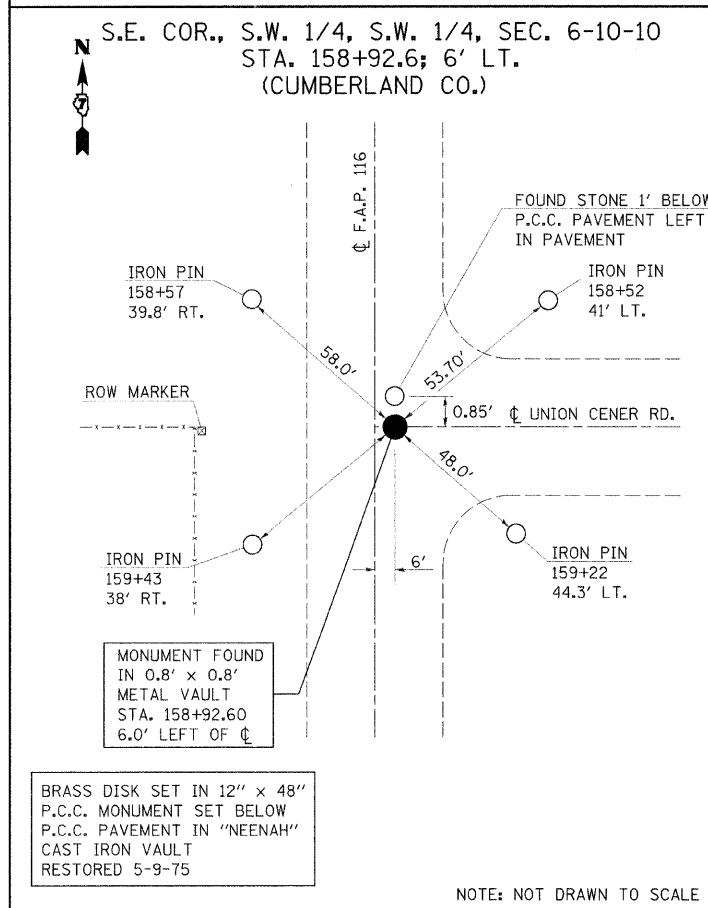 S.E. COR., S.W. 1/4, S.W. 1/4, SEC. 6-10-10
STA. 158+92.6; 6' LT.
(CUMBERLAND CO.)
N
7
℄ F.A.P. 116
FOUND STONE 1' BELOW
P.C.C. PAVEMENT LEFT
IN PAVEMENT
IRON PIN
158+57
39.8' RT.
IRON PIN
158+52
41' LT.
58.0'
53.70'
ROW MARKER
0.85'
℄ UNION CENER RD.
48.0'
6'
IRON PIN
159+43
38' RT.
IRON PIN
159+22
44.3' LT.
MONUMENT FOUND
IN 0.8' x 0.8'
METAL VAULT
STA. 158+92.60
6.0' LEFT OF ℄
BRASS DISK SET IN 12" x 48"
P.C.C. MONUMENT SET BELOW
P.C.C. PAVEMENT IN "NEENAH"
CAST IRON VAULT
RESTORED 5-9-75
NOTE: NOT DRAWN TO SCALE